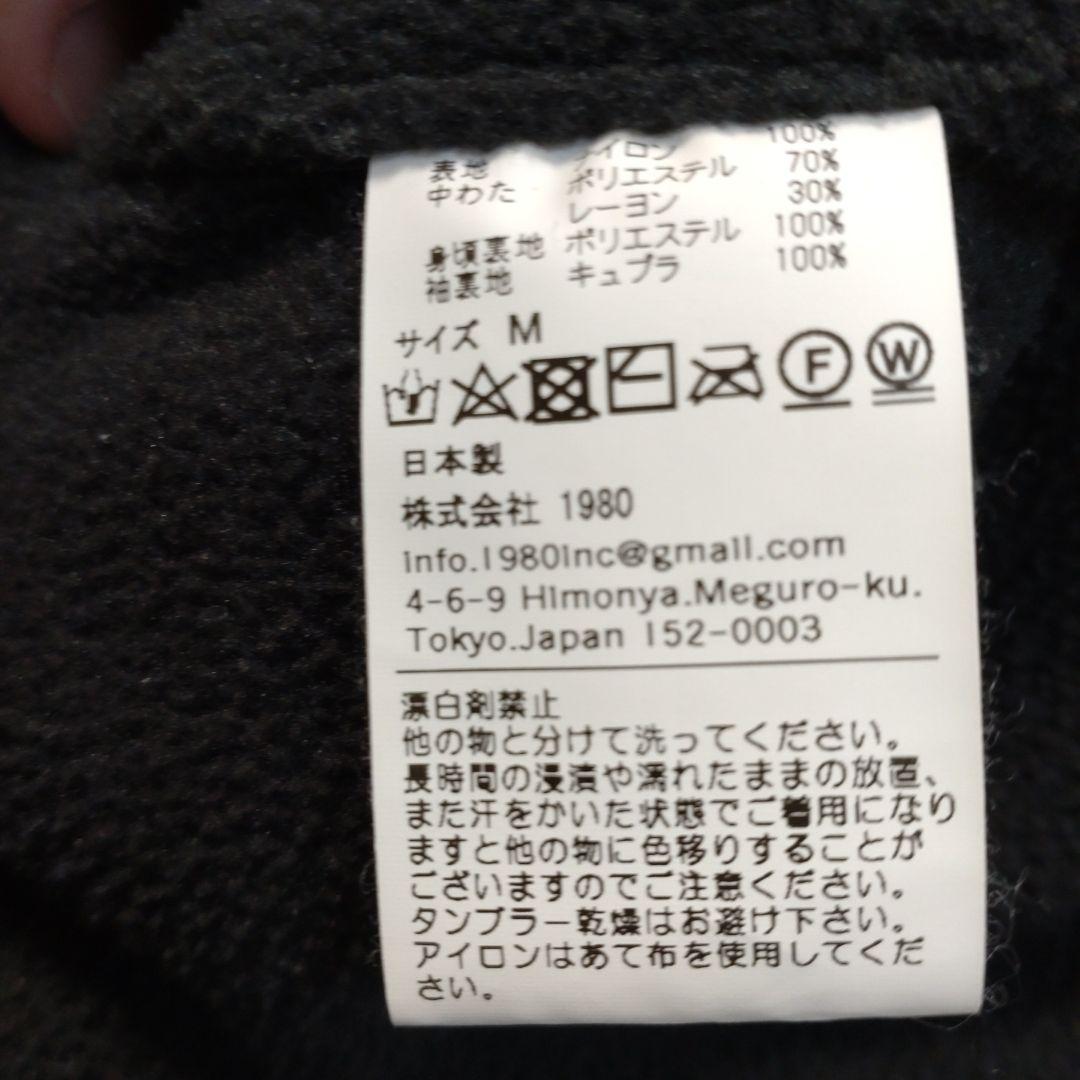 表地 ナイロン 100%
中わた ポリエステル 70%
レーヨン 30%
身頃裏地 ポリエステル 100%
袖裏地 キュプラ 100%
サイズ M
F W
日本製
株式会社 1980
info.1980inc@gmail.com
4-6-9 Himonya.Meguro-ku.
Tokyo.Japan 152-0003
漂白剤禁止
他の物と分けて洗ってください。
長時間の浸漬や濡れたままの放置、
また汗をかいた状態でご着用になり
ますと他の物に色移りすることが
ございますのでご注意ください。
タンブラー乾燥はお避け下さい。
アイロンはあて布を使用してくだ
さい。